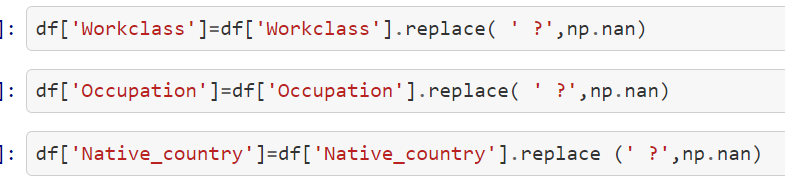 ]: df['Workclass']=df['Workclass'].replace( ' ?',np.nan)
]: df['Occupation']=df['Occupation'].replace( ' ?',np.nan)
]: df['Native_country']=df['Native_country'].replace (' ?',np.nan)